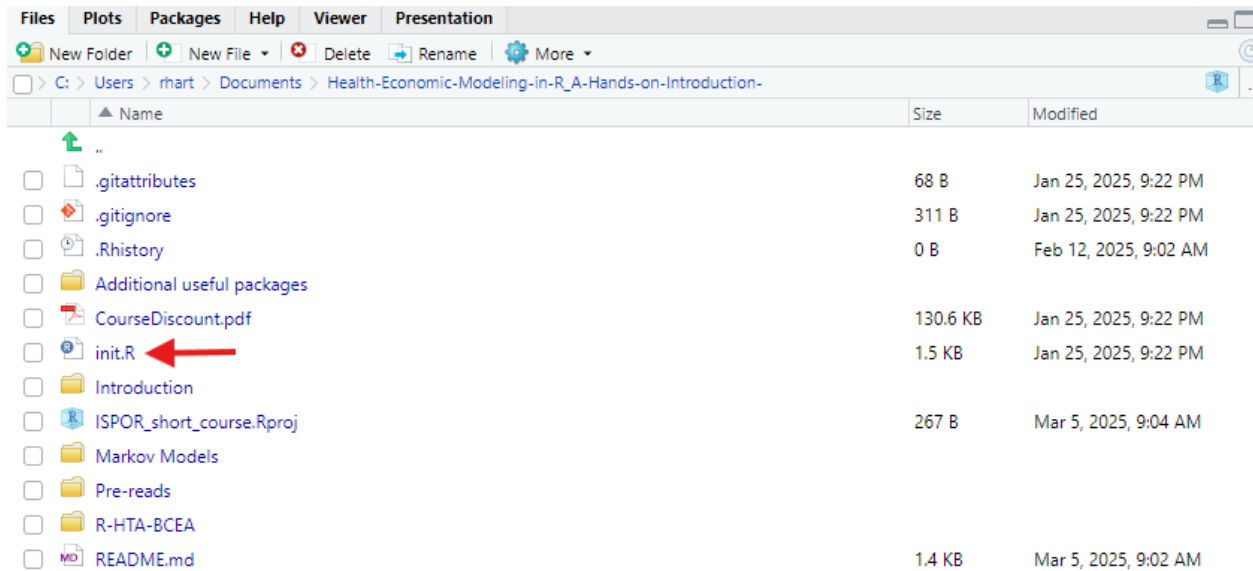 Files Plots Packages Help Viewer Presentation
New Folder New File Delete Rename More
C: > Users > rhart > Documents > Health-Economic-Modeling-in-R_A-Hands-on-Introduction-
Name Size Modified
..
.gitattributes 68 B Jan 25, 2025, 9:22 PM
.gitignore 311 B Jan 25, 2025, 9:22 PM
.Rhistory 0 B Feb 12, 2025, 9:02 AM
Additional useful packages
CourseDiscount.pdf 130.6 KB Jan 25, 2025, 9:22 PM
init.R 1.5 KB Jan 25, 2025, 9:22 PM
Introduction
ISPOR_short_course.Rproj 267 B Mar 5, 2025, 9:04 AM
Markov Models
Pre-reads
R-HTA-BCEA
README.md 1.4 KB Mar 5, 2025, 9:02 AM